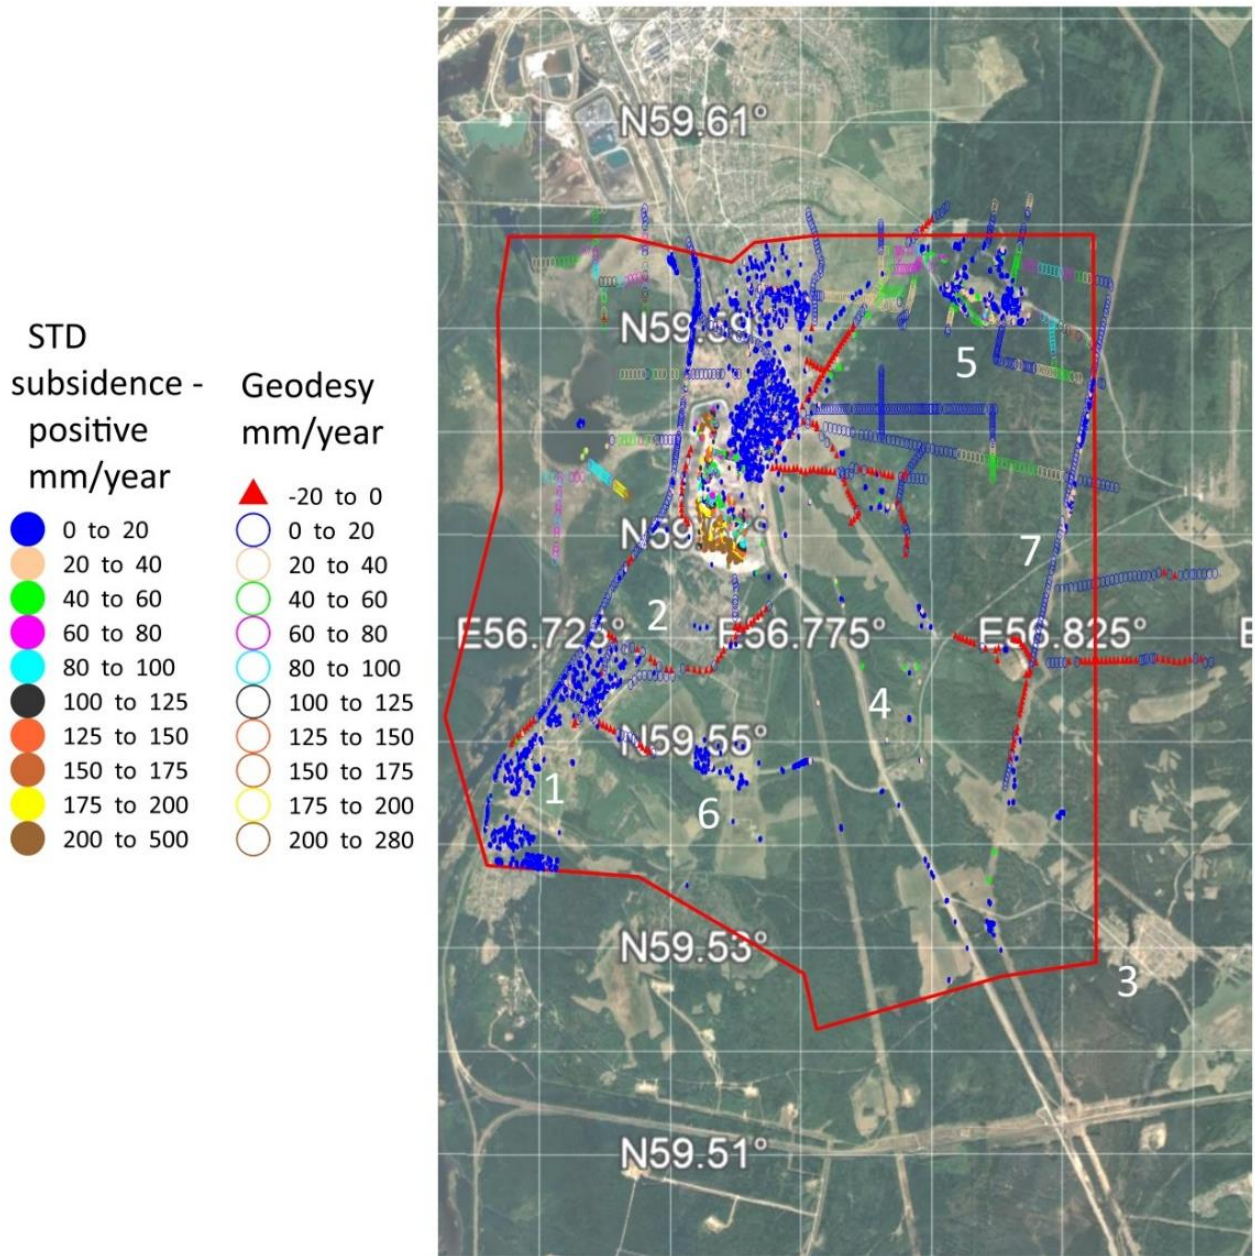 STD
subsidence -
positive
mm/year
0 to 20
20 to 40
40 to 60
60 to 80
80 to 100
100 to 125
125 to 150
150 to 175
175 to 200
200 to 500
Geodesy
mm/year
-20 to 0
0 to 20
20 to 40
40 to 60
60 to 80
80 to 100
100 to 125
125 to 150
150 to 175
175 to 200
200 to 280
N59.61°
N59.59
5
7
2
E56.725°
E56.775°
E56.825°
E
4
N59.55°
1
6
N59.53°
3
N59.51°